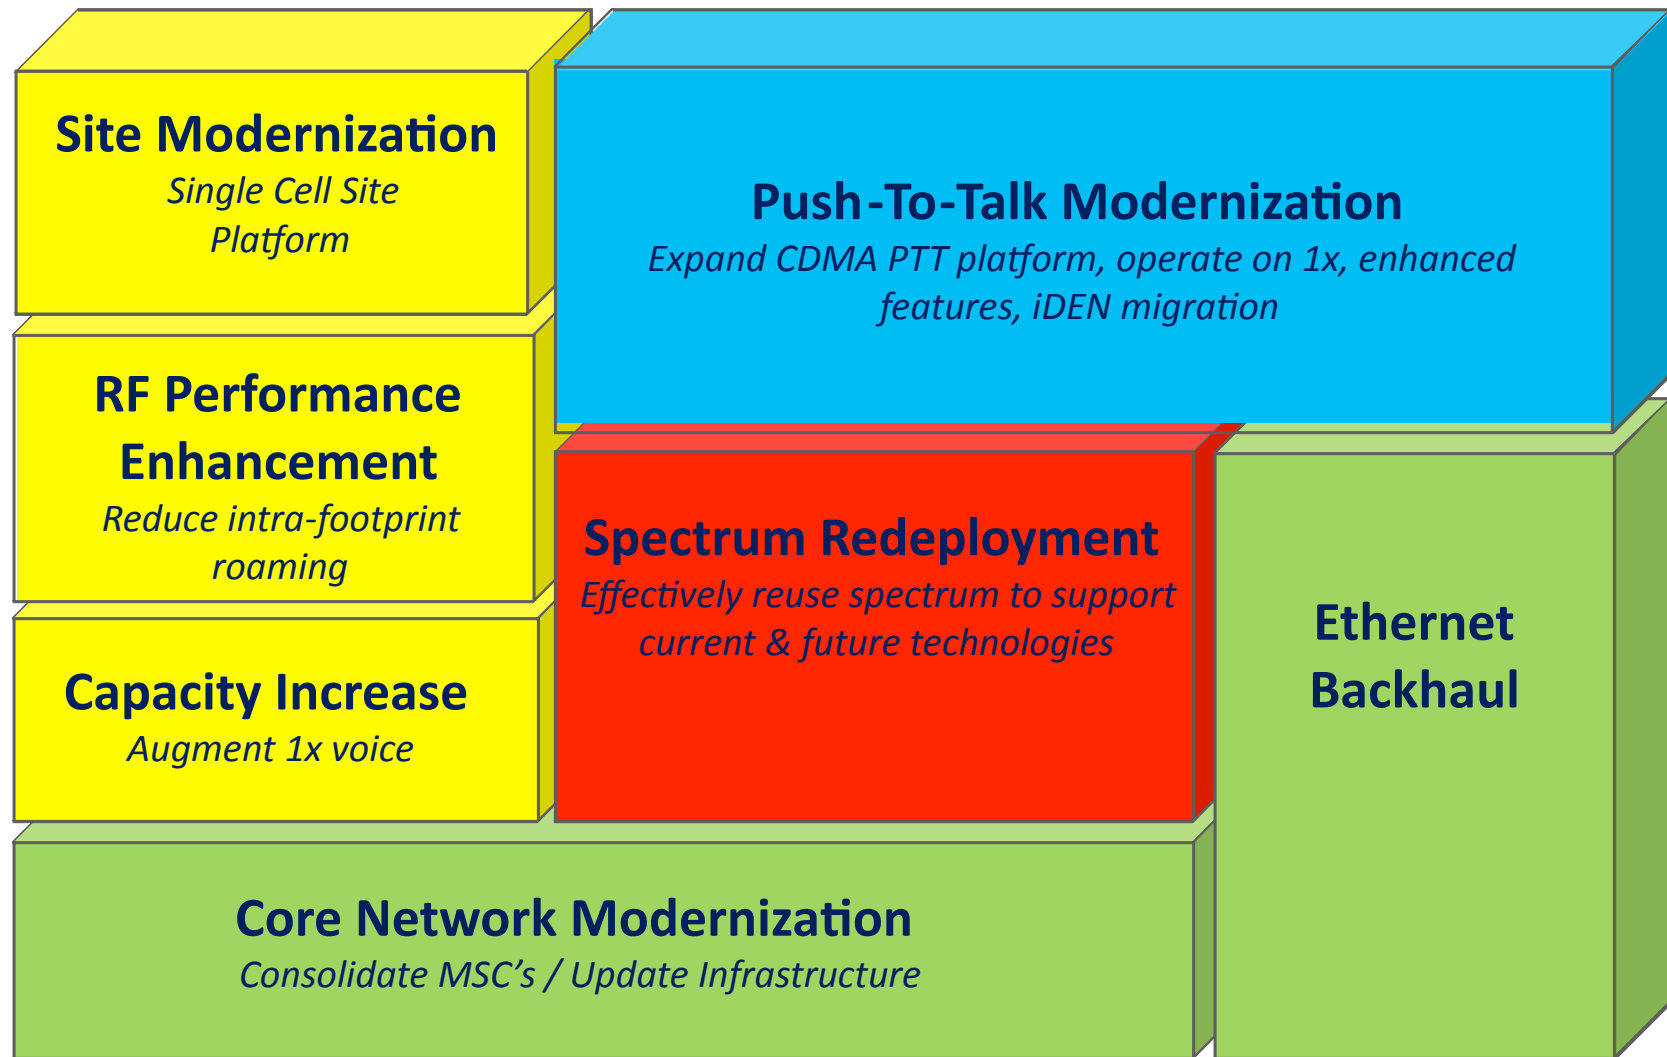 Site Modernization
Single Cell Site
Platform
Push-To-Talk Modernization
Expand CDMA PTT platform, operate on 1x, enhanced
features, iDEN migration
RF Performance
Enhancement
Reduce intra-footprint
roaming
Spectrum Redeployment
Effectively reuse spectrum to support
current & future technologies
Ethernet
Backhaul
Capacity Increase
Augment 1x voice
Core Network Modernization
Consolidate MSC’s / Update Infrastructure